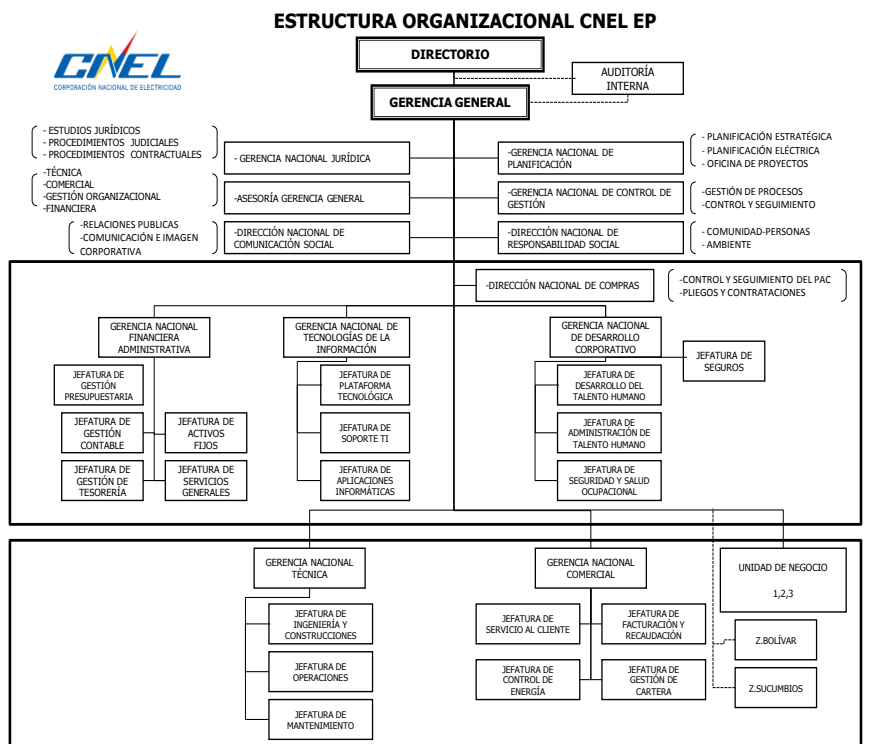 ESTRUCTURA ORGANIZACIONAL CNEL EP
CNEL
CORPORACIÓN NACIONAL DE ELECTRICIDAD
DIRECTORIO
AUDITORÍA
INTERNA
GERENCIA GENERAL
- ESTUDIOS JURÍDICOS
- PROCEDIMIENTOS JUDICIALES
- PROCEDIMIENTOS CONTRACTUALES
- GERENCIA NACIONAL JURÍDICA
-GERENCIA NACIONAL DE
PLANIFICACIÓN
- PLANIFICACIÓN ESTRATÉGICA
- PLANIFICACIÓN ELÉCTRICA
- OFICINA DE PROYECTOS
-TÉCNICA
-COMERCIAL
-GESTIÓN ORGANIZACIONAL
-FINANCIERA
-ASESORÍA GERENCIA GENERAL
-GERENCIA NACIONAL DE CONTROL DE
GESTIÓN
-GESTIÓN DE PROCESOS
-CONTROL Y SEGUIMIENTO
-RELACIONES PUBLICAS
-COMUNICACIÓN E IMAGEN
CORPORATIVA
-DIRECCIÓN NACIONAL DE
COMUNICACIÓN SOCIAL
-DIRECCIÓN NACIONAL DE
RESPONSABILIDAD SOCIAL
- COMUNIDAD-PERSONAS
- AMBIENTE
-DIRECCIÓN NACIONAL DE COMPRAS
-CONTROL Y SEGUIMIENTO DEL PAC
-PLIEGOS Y CONTRATACIONES
GERENCIA NACIONAL
FINANCIERA
ADMINISTRATIVA
GERENCIA NACIONAL DE
TECNOLOGÍAS DE LA
INFORMACIÓN
GERENCIA NACIONAL
DE DESARROLLO
CORPORATIVO
JEFATURA DE
SEGUROS
JEFATURA DE
GESTIÓN
PRESUPUESTARIA
JEFATURA DE
PLATAFORMA
TECNOLÓGICA
JEFATURA DE
DESARROLLO DEL
TALENTO HUMANO
JEFATURA DE
GESTIÓN
CONTABLE
JEFATURA DE
ACTIVOS
FIJOS
JEFATURA DE
SOPORTE TI
JEFATURA DE
ADMINISTRACIÓN DE
TALENTO HUMANO
JEFATURA DE
GESTIÓN DE
TESORERÍA
JEFATURA DE
SERVICIOS
GENERALES
JEFATURA DE
APLICACIONES
INFORMÁTICAS
JEFATURA DE
SEGURIDAD Y SALUD
OCUPACIONAL
GERENCIA NACIONAL
TÉCNICA
GERENCIA NACIONAL
COMERCIAL
UNIDAD DE NEGOCIO
1,2,3
JEFATURA DE
INGENIERÍA Y
CONSTRUCCIONES
JEFATURA DE
SERVICIO AL CLIENTE
JEFATURA DE
FACTURACIÓN Y
RECAUDACIÓN
Z.BOLÍVAR
JEFATURA DE
OPERACIONES
JEFATURA DE
CONTROL DE
ENERGÍA
JEFATURA DE
GESTIÓN DE
CARTERA
Z.SUCUMBIOS
JEFATURA DE
MANTENIMIENTO